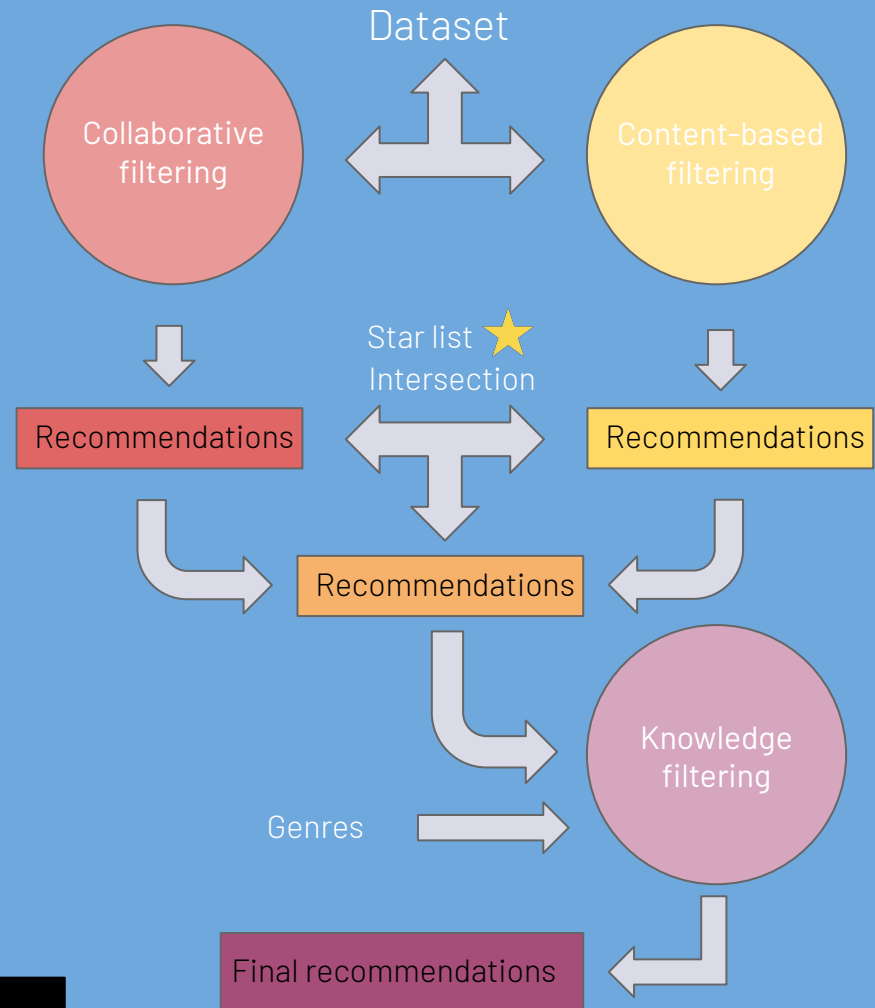 Dataset
Collaborative
filtering
Content-based
filtering
Star list
Intersection
Recommendations
Recommendations
Recommendations
Knowledge
filtering
Genres
Final recommendations